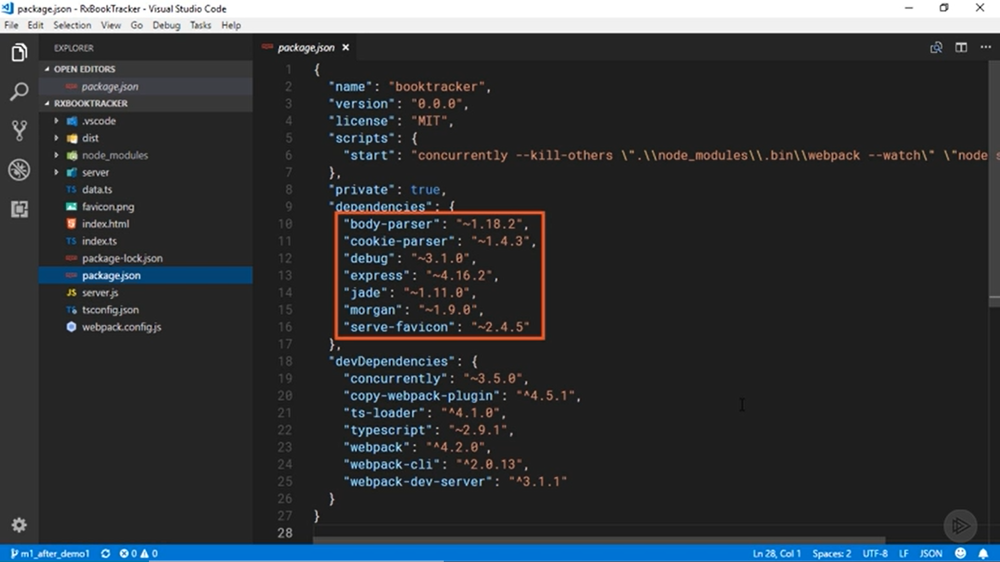 package.json - RxBookTracker - Visual Studio Code
File Edit Selection View Go Debug Tasks Help
EXPLORER
OPEN EDITORS
package.json
RXBOOKTRACKER
.vscode
dist
node_modules
server
TS data.ts
favicon.png
index.html
TS index.ts
package-lock.json
package.json
JS server.js
TS tsconfig.json
webpack.config.js
package.json
1 {
2 "name": "booktracker",
3 "version": "0.0.0",
4 "license": "MIT",
5 "scripts": {
6 "start": "concurrently --kill-others \".\\node_modules\\.bin\\webpack --watch\" \"node s
7 },
8 "private": true,
9 "dependencies": {
10 "body-parser": "~1.18.2",
11 "cookie-parser": "~1.4.3",
12 "debug": "~3.1.0",
13 "express": "~4.16.2",
14 "jade": "~1.11.0",
15 "morgan": "~1.9.0",
16 "serve-favicon": "~2.4.5"
17 },
18 "devDependencies": {
19 "concurrently": "~3.5.0",
20 "copy-webpack-plugin": "^4.5.1",
21 "ts-loader": "^4.1.0",
22 "typescript": "~2.9.1",
23 "webpack": "^4.2.0",
24 "webpack-cli": "^2.0.13",
25 "webpack-dev-server": "^3.1.1"
26 }
27 }
28
m1_after_demo1 0 0 Ln 28, Col 1 Spaces: 2 UTF-8 LF JSON